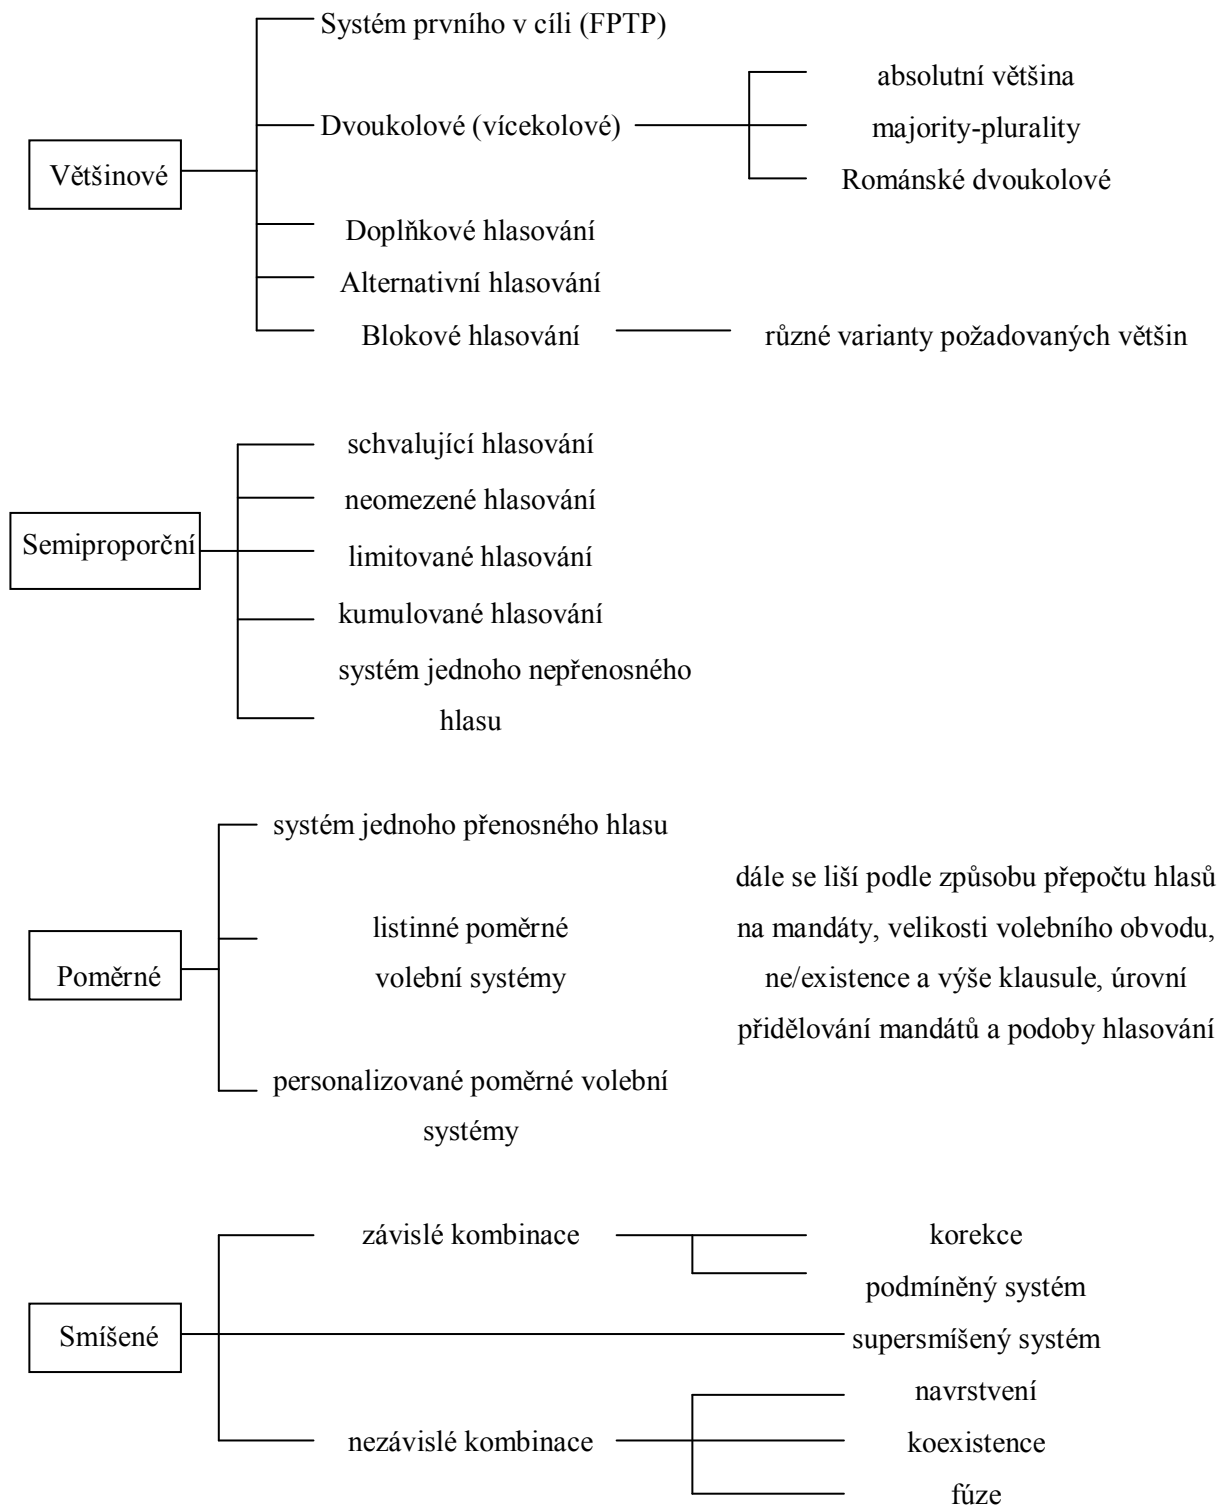 Systém prvního v cíli (FPTP)
absolutní většina
Dvoukolové (vícekolové)
majority-plurality
Většinové
Románské dvoukolové
Doplňkové hlasování
Alternativní hlasování
Blokové hlasování
různé varianty požadovaných většin
schvalující hlasování
neomezené hlasování
Semiproporční
limitované hlasování
kumulované hlasování
systém jednoho nepřenosného
hlasu
systém jednoho přenosného hlasu
dále se liší podle způsobu přepočtu hlasů
na mandáty, velikosti volebního obvodu,
ne/existence a výše klausule, úrovní
přidělování mandátů a podoby hlasování
listinné poměrné
volební systémy
Poměrné
personalizované poměrné volební
systémy
závislé kombinace
korekce
podmíněný systém
Smíšené
supersmíšený systém
navrstvení
nezávislé kombinace
koexistence
fúze